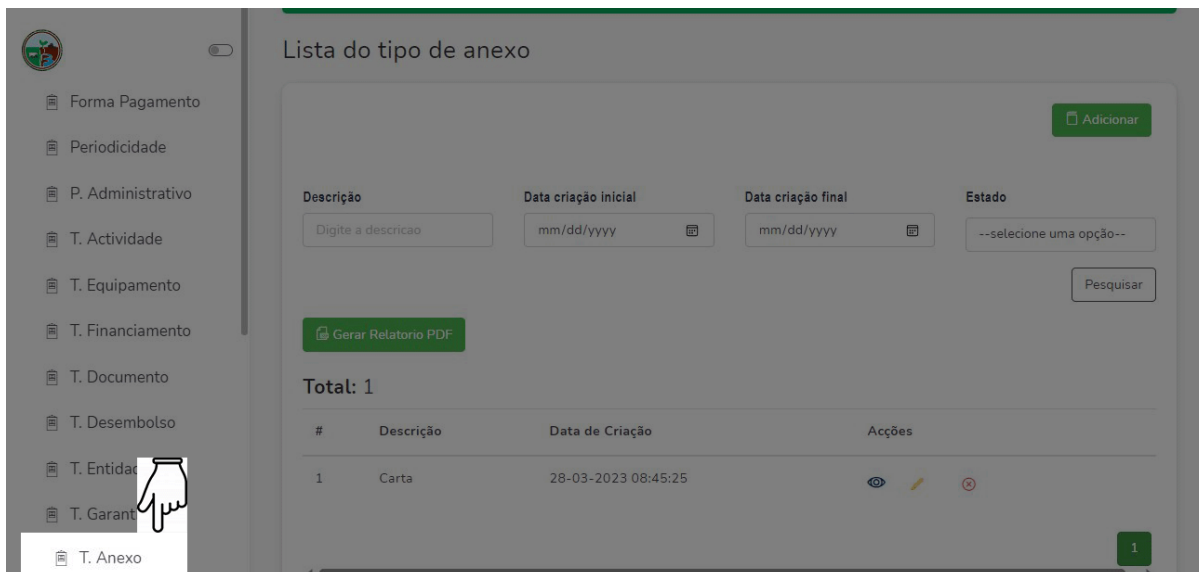 Lista do tipo de anexo
Forma Pagamento
Periodicidade
P. Administrativo
T. Actividade
T. Equipamento
T. Financiamento
T. Documento
T. Desembolso
T. Entidad
T. Garant
T. Anexo
Adicionar
Descrição Data criação inicial Data criação final Estado
Digite a descricao mm/dd/yyyy mm/dd/yyyy --selecione uma opção--
Pesquisar
Gerar Relatorio PDF
Total: 1
# Descrição Data de Criação Acções
1 Carta 28-03-2023 08:45:25
1